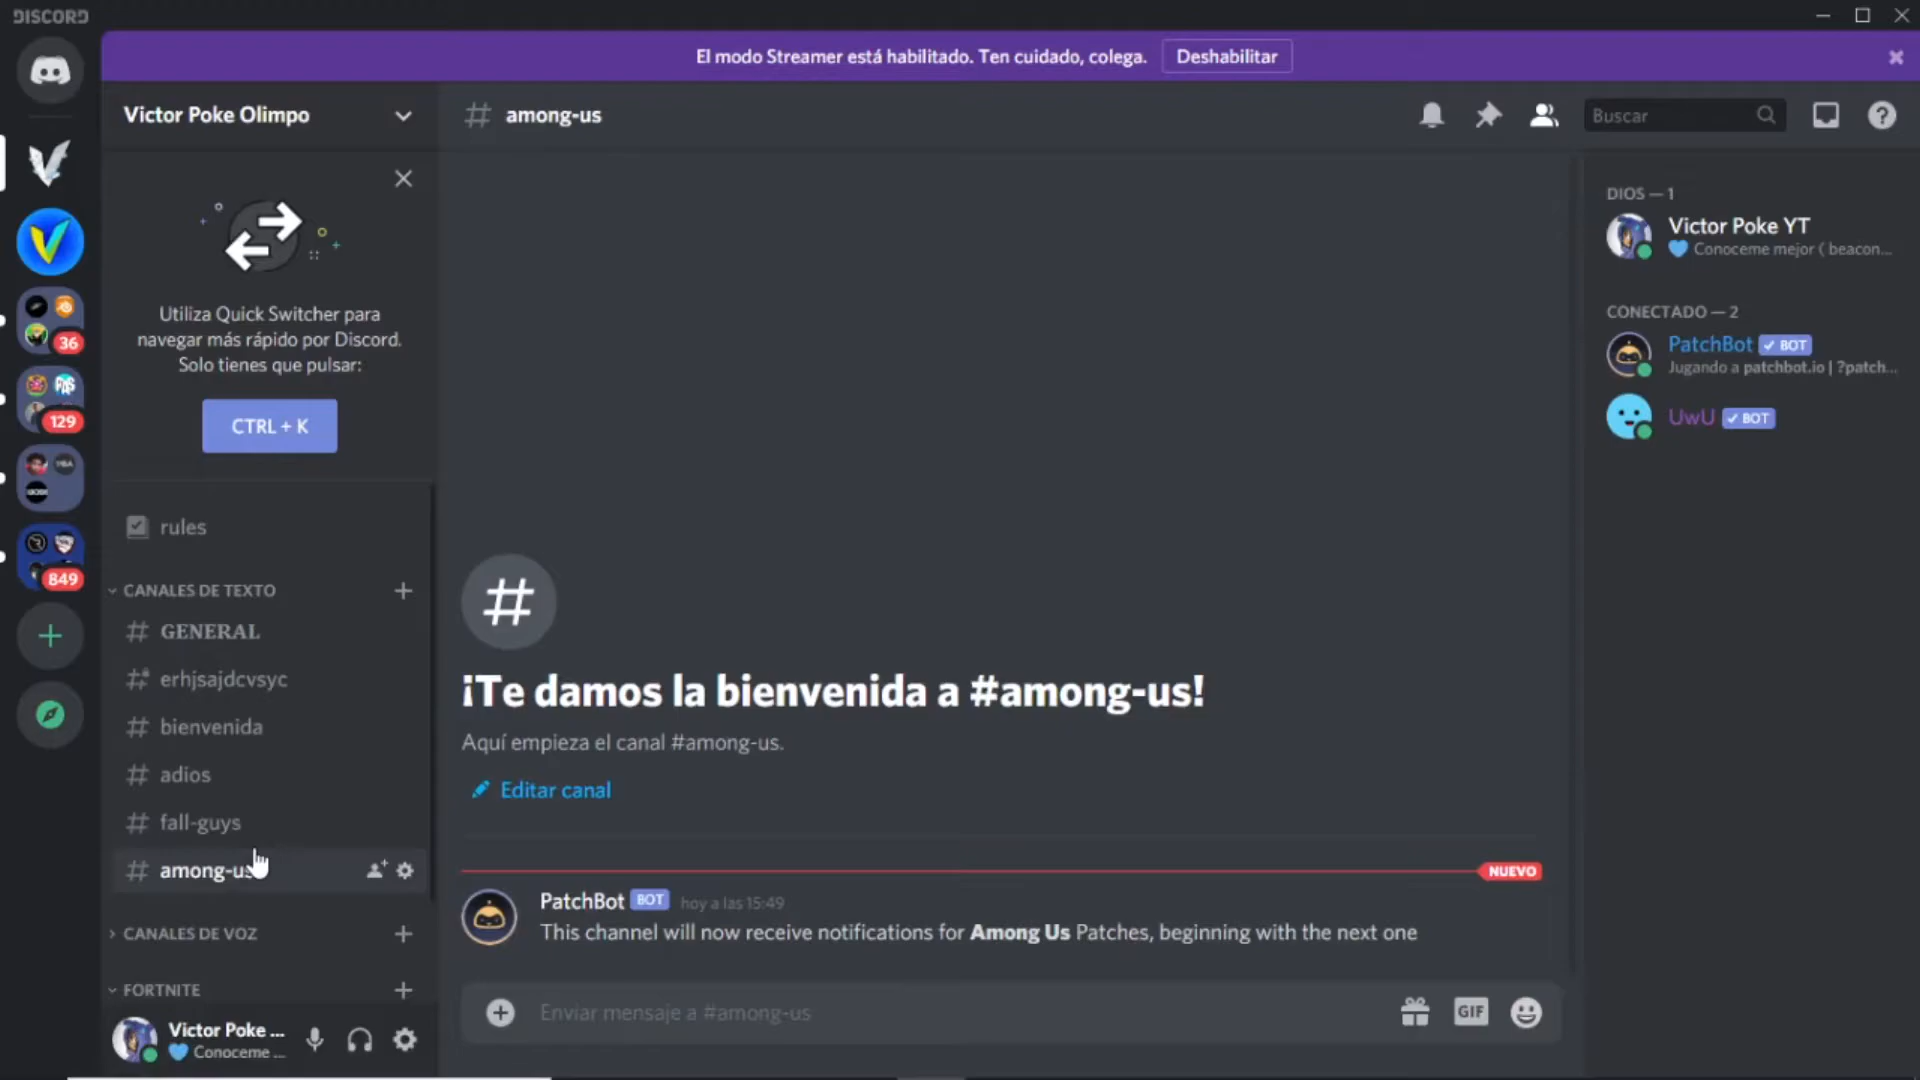 DISCORD
El modo Streamer está habilitado. Ten cuidado, colega.
Deshabilitar
Victor Poke Olimpo
among-us
Buscar
Utiliza Quick Switcher para
navegar más rápido por Discord.
Solo tienes que pulsar:
CTRL + K
36
129
849
rules
CANALES DE TEXTO
GENERAL
erhjsajdcvsyc
bienvenida
adios
fall-guys
among-us
CANALES DE VOZ
FORTNITE
Victor Poke ...
Conoceme ...
¡Te damos la bienvenida a #among-us!
Aquí empieza el canal #among-us.
Editar canal
NUEVO
PatchBot BOT hoy a las 15:49
This channel will now receive notifications for Among Us Patches, beginning with the next one
Enviar mensaje a #among-us
GIF
DIOS — 1
Victor Poke YT
Conoceme mejor ( beacon...
CONECTADO — 2
PatchBot BOT
Jugando a patchbot.io | ?patch...
UwU BOT